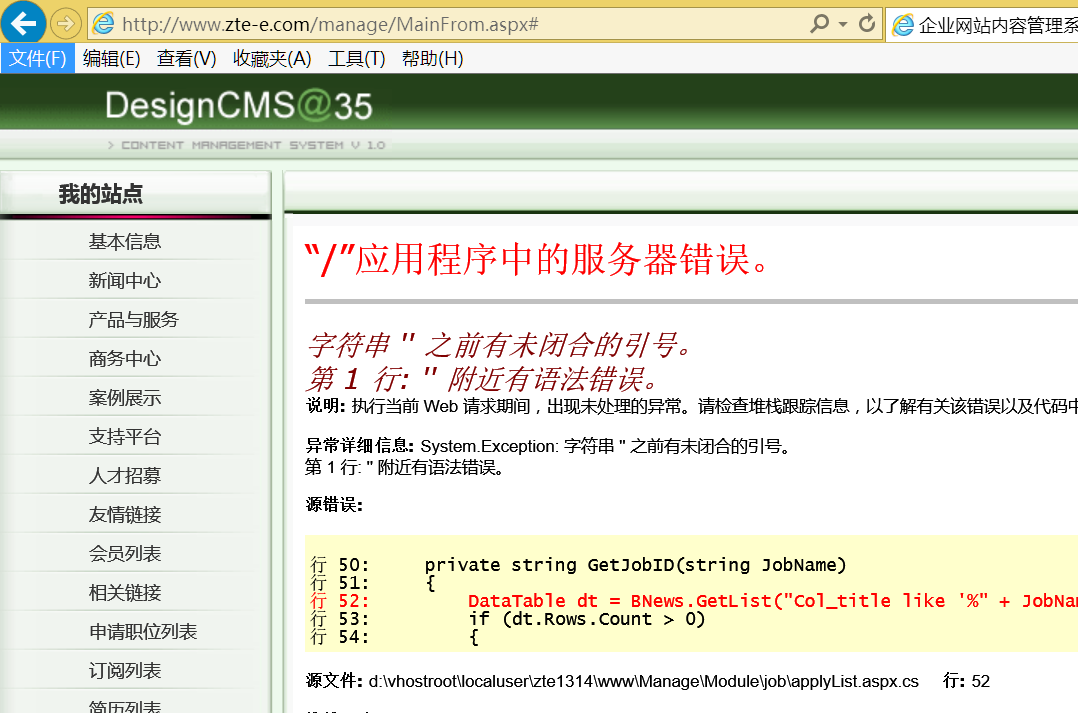 http://www.zte-e.com/manage/MainFrom.aspx#
企业网站内容管理系
文件(F) 编辑(E) 查看(V) 收藏夹(A) 工具(T) 帮助(H)
DesignCMS@35
> CONTENT MANAGEMENT SYSTEM V 1.0
我的站点
基本信息
新闻中心
产品与服务
商务中心
案例展示
支持平台
人才招募
友情链接
会员列表
相关链接
申请职位列表
订阅列表
简历列表
“/”应用程序中的服务器错误。
字符串 '' 之前有未闭合的引号。
第 1 行: '' 附近有语法错误。
说明: 执行当前 Web 请求期间，出现未处理的异常。请检查堆栈跟踪信息，以了解有关该错误以及代码中
异常详细信息: System.Exception: 字符串 '' 之前有未闭合的引号。
第 1 行: '' 附近有语法错误。
源错误:
行 50:     private string GetJobID(string JobName)
行 51:     {
行 52:         DataTable dt = BNews.GetList("Col_title like '%" + JobNam
行 53:         if (dt.Rows.Count > 0)
行 54:         {
源文件: d:\vhostroot\localuser\zte1314\www\Manage\Module\job\applyList.aspx.cs    行: 52